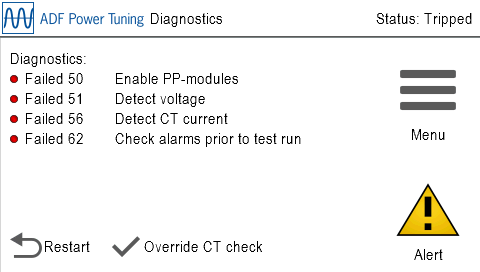 ADF Power Tuning Diagnostics Status: Tripped
Diagnostics:
Failed 50 Enable PP-modules
Failed 51 Detect voltage
Failed 56 Detect CT current
Failed 62 Check alarms prior to test run
Menu
Restart Override CT check
Alert